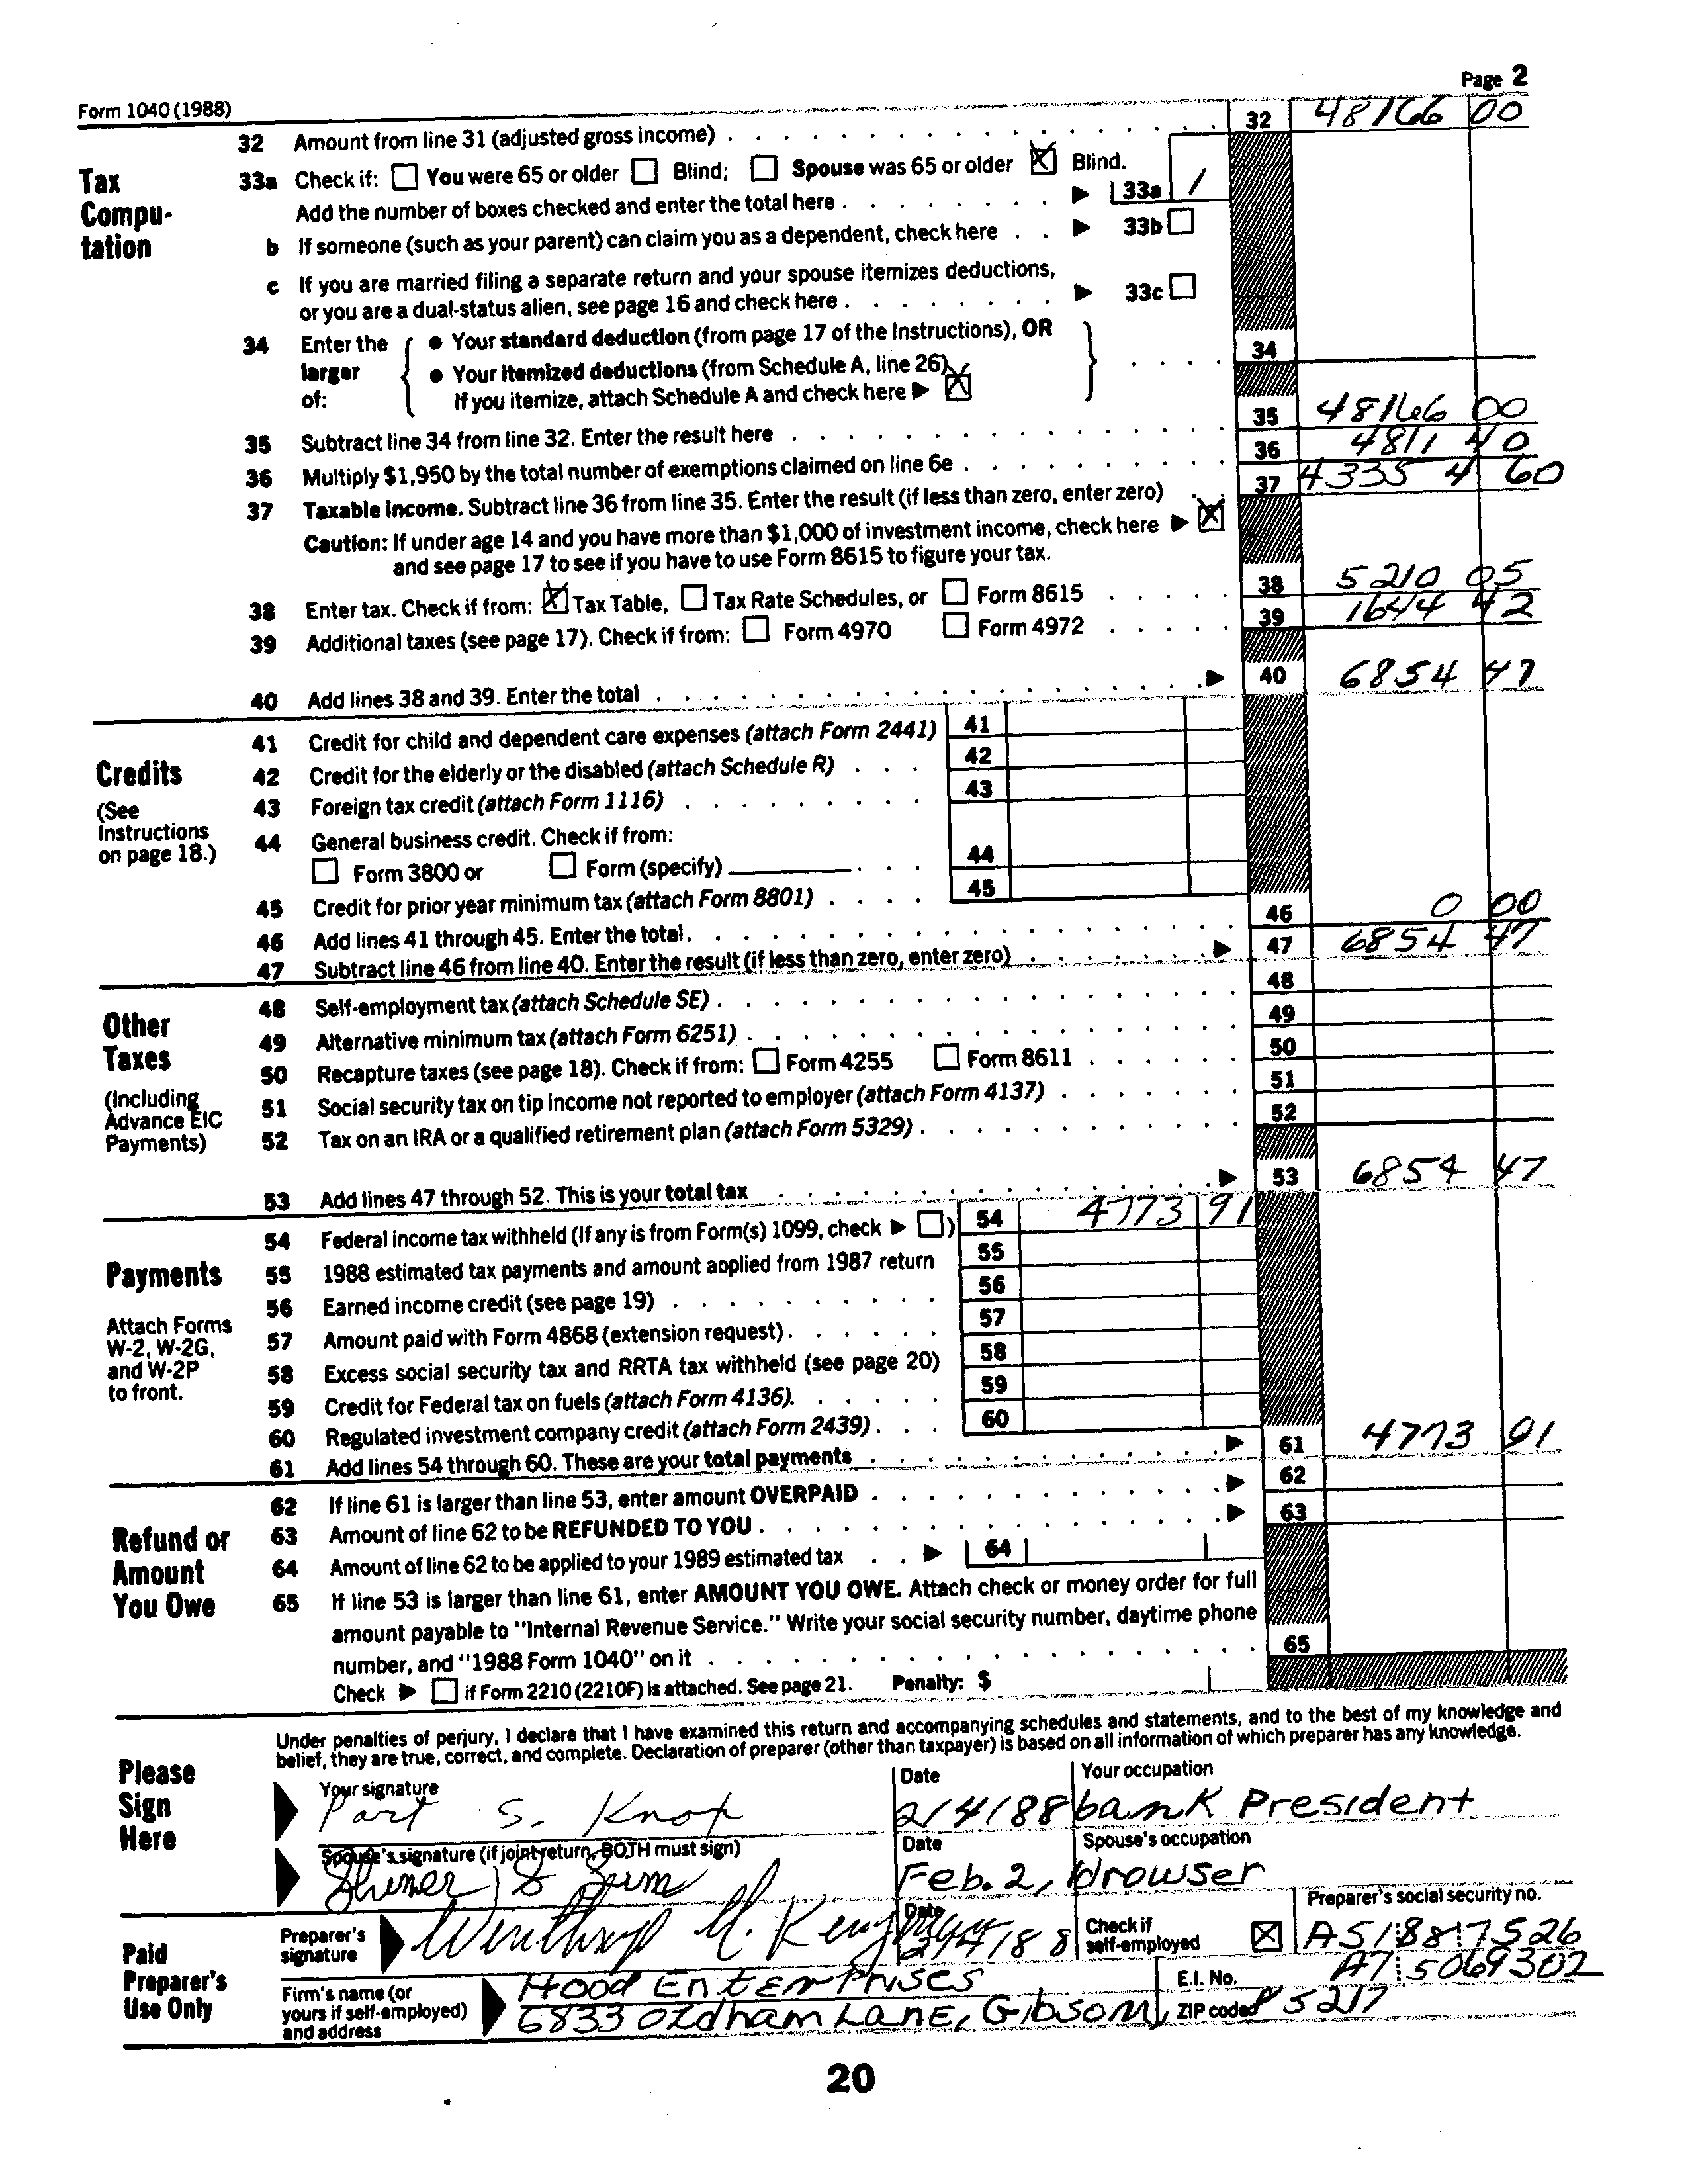 Form 1040 (1988) Page 2
32 Amount from line 31 (adjusted gross income) 32 48166 00
Tax Compu-tation
33a Check if: You were 65 or older Blind; Spouse was 65 or older X Blind.
Add the number of boxes checked and enter the total here ▶ 33a 1
b If someone (such as your parent) can claim you as a dependent, check here ▶ 33b
c If you are married filing a separate return and your spouse itemizes deductions,
or you are a dual-status alien, see page 16 and check here ▶ 33c
34 Enter the larger of:
● Your standard deduction (from page 17 of the Instructions), OR 34
● Your itemized deductions (from Schedule A, line 26)
If you itemize, attach Schedule A and check here ▶ X
35 Subtract line 34 from line 32. Enter the result here 35 48166 00
36 Multiply $1,950 by the total number of exemptions claimed on line 6e 36 4811 40
37 Taxable income. Subtract line 36 from line 35. Enter the result (if less than zero, enter zero) 37 43354 60
Caution: If under age 14 and you have more than $1,000 of investment income, check here ▶ X
and see page 17 to see if you have to use Form 8615 to figure your tax.
38 Enter tax. Check if from: X Tax Table, Tax Rate Schedules, or Form 8615 38 5210 05
39 Additional taxes (see page 17). Check if from: Form 4970 Form 4972 39 1644 42
40 Add lines 38 and 39. Enter the total ▶ 40 6854 47
Credits
(See Instructions on page 18.)
41 Credit for child and dependent care expenses (attach Form 2441) 41
42 Credit for the elderly or the disabled (attach Schedule R) 42
43 Foreign tax credit (attach Form 1116) 43
44 General business credit. Check if from:
Form 3800 or Form (specify) 44
45 Credit for prior year minimum tax (attach Form 8801) 45
46 Add lines 41 through 45. Enter the total 46 0 00
47 Subtract line 46 from line 40. Enter the result (if less than zero, enter zero) ▶ 47 6854 47
Other Taxes
(Including Advance EIC Payments)
48 Self-employment tax (attach Schedule SE) 48
49 Alternative minimum tax (attach Form 6251) 49
50 Recapture taxes (see page 18). Check if from: Form 4255 Form 8611 50
51 Social security tax on tip income not reported to employer (attach Form 4137) 51
52 Tax on an IRA or a qualified retirement plan (attach Form 5329) 52
53 Add lines 47 through 52. This is your total tax ▶ 53 6854 47
Payments
Attach Forms W-2, W-2G, and W-2P to front.
54 Federal income tax withheld (If any is from Form(s) 1099, check ▶ ) 54 4773 91
55 1988 estimated tax payments and amount applied from 1987 return 55
56 Earned income credit (see page 19) 56
57 Amount paid with Form 4868 (extension request) 57
58 Excess social security tax and RRTA tax withheld (see page 20) 58
59 Credit for Federal tax on fuels (attach Form 4136) 59
60 Regulated investment company credit (attach Form 2439) 60
61 Add lines 54 through 60. These are your total payments ▶ 61 4773 91
Refund or Amount You Owe
62 If line 61 is larger than line 53, enter amount OVERPAID ▶ 62
63 Amount of line 62 to be REFUNDED TO YOU ▶ 63
64 Amount of line 62 to be applied to your 1989 estimated tax ▶ 64
65 If line 53 is larger than line 61, enter AMOUNT YOU OWE. Attach check or money order for full
amount payable to "Internal Revenue Service." Write your social security number, daytime phone
number, and "1988 Form 1040" on it 65
Check ▶ if Form 2210 (2210F) is attached. See page 21. Penalty: $
Under penalties of perjury, I declare that I have examined this return and accompanying schedules and statements, and to the best of my knowledge and
belief, they are true, correct, and complete. Declaration of preparer (other than taxpayer) is based on all information of which preparer has any knowledge.
Please Sign Here
Your signature Date Your occupation
Part S. Knox 2/4/88 bank President
Spouse's signature (if joint return, BOTH must sign) Date Spouse's occupation
Feb. 2, drowser
Paid Preparer's Use Only
Preparer's signature Winthrop M. Date 2/4/88 Check if self-employed X Preparer's social security no. A518817526
Firm's name (or yours if self-employed) and address Hood Enterprises E.I. No. A75069302
6833 Oldham Lane, Gibson, ZIP code P5217
20